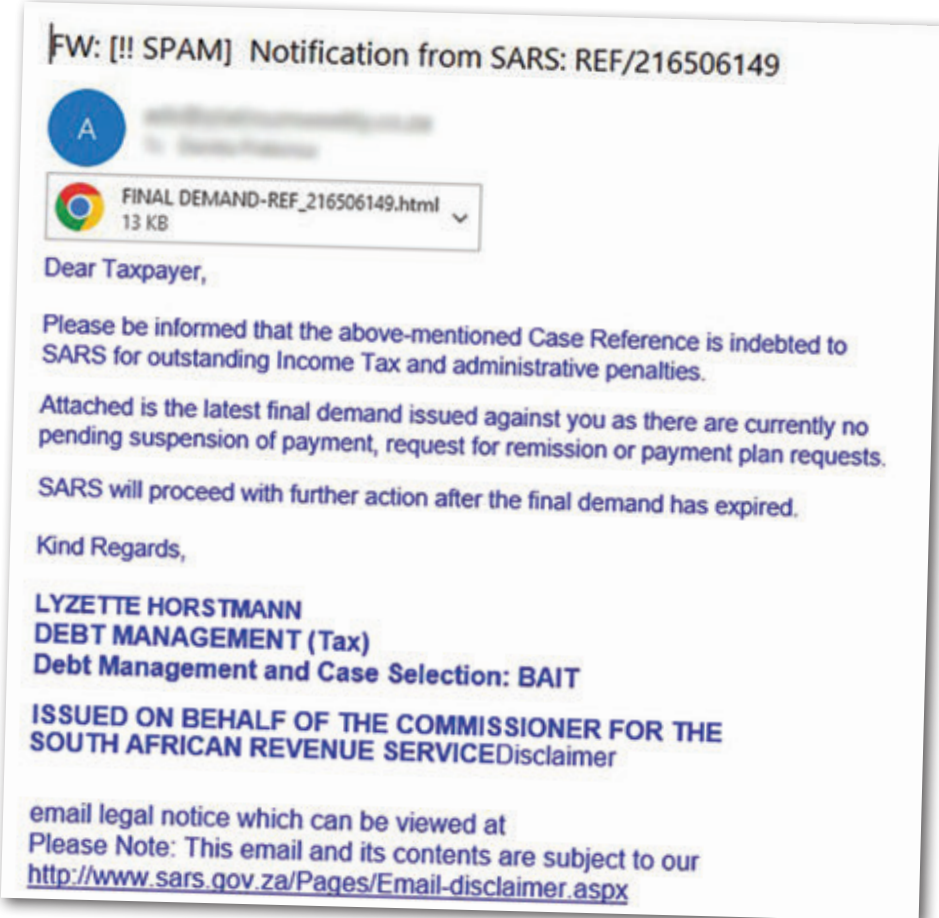 FW: [!! SPAM] Notification from SARS: REF/216506149
A
FINAL DEMAND-REF_216506149.html
13 KB
Dear Taxpayer,
Please be informed that the above-mentioned Case Reference is indebted to
SARS for outstanding Income Tax and administrative penalties.
Attached is the latest final demand issued against you as there are currently no
pending suspension of payment, request for remission or payment plan requests.
SARS will proceed with further action after the final demand has expired.
Kind Regards,
LYZETTE HORSTMANN
DEBT MANAGEMENT (Tax)
Debt Management and Case Selection: BAIT
ISSUED ON BEHALF OF THE COMMISSIONER FOR THE
SOUTH AFRICAN REVENUE SERVICEDisclaimer
email legal notice which can be viewed at
Please Note: This email and its contents are subject to our
http://www.sars.gov.za/Pages/Email-disclaimer.aspx